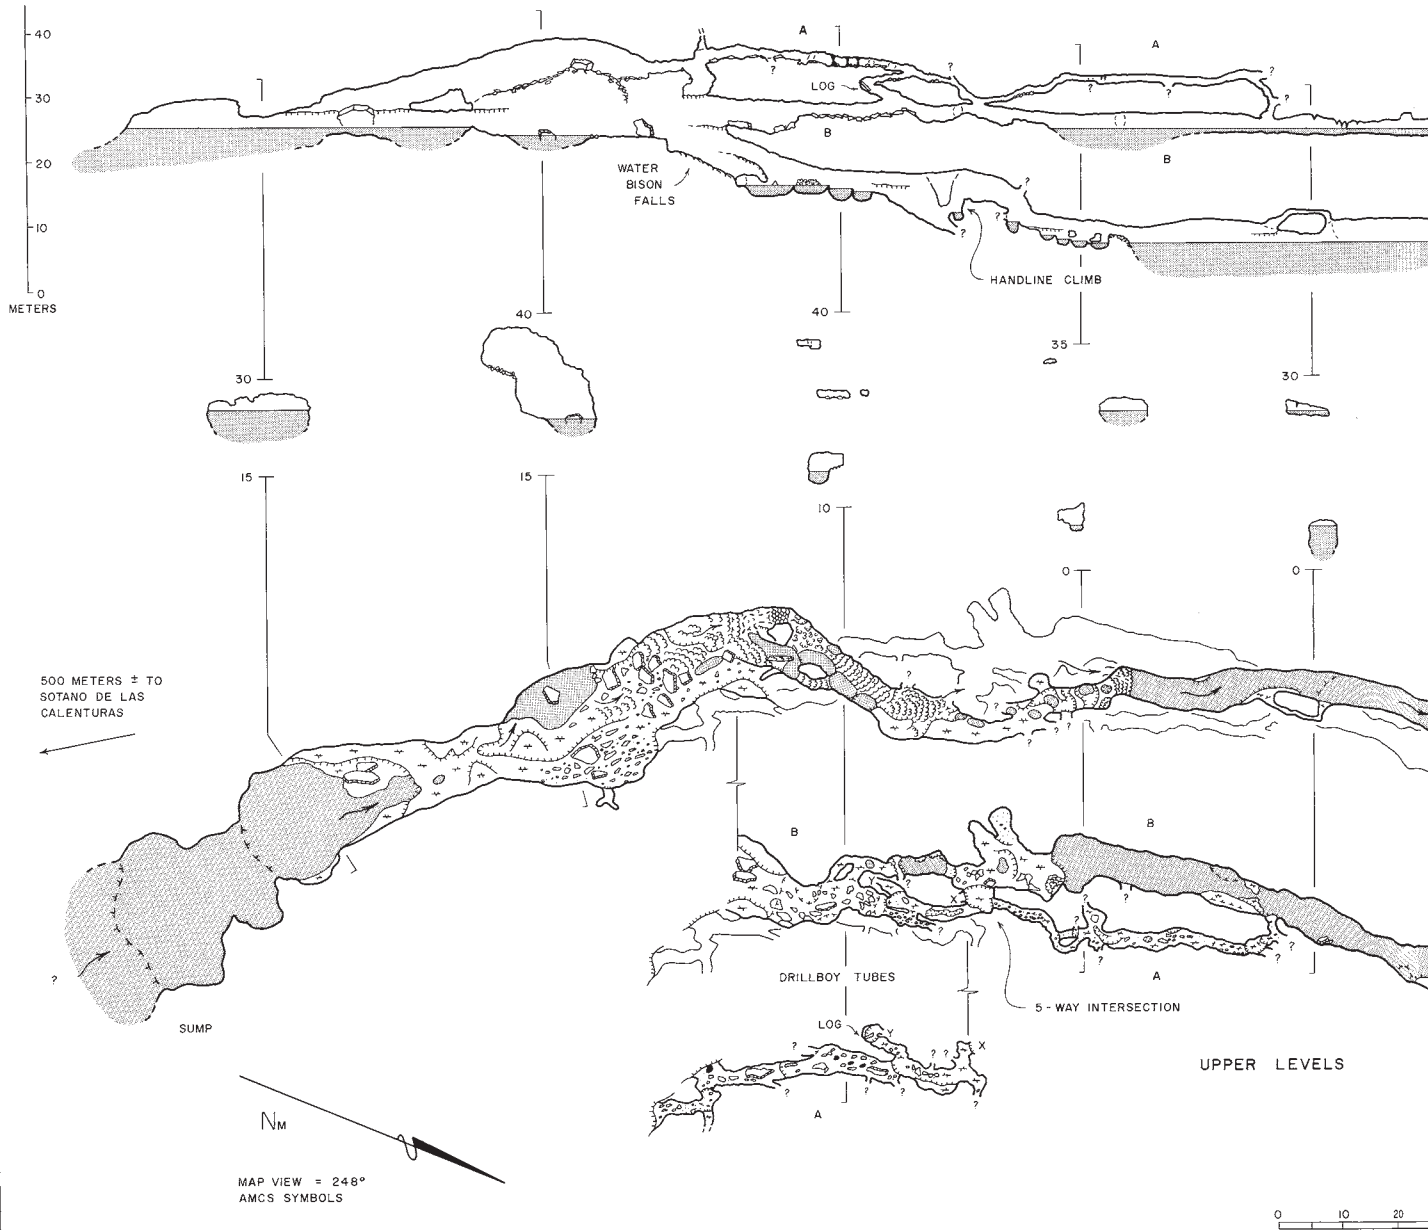 40
30
20
10
0
METERS
A
?
?
LOG
B
WATER
BISON
FALLS
?
?
?
HANDLINE CLIMB
A
?
?
?
?
B
30
40
40
35
30
15
15
10
0
0
500 METERS ± TO
SOTANO DE LAS
CALENTURAS
?
?
?
?
?
SUMP
B
Y
X
?
?
B
?
?
?
?
?
?
A
DRILLBOY TUBES
5-WAY INTERSECTION
LOG
Y
X
?
? ?
?
?
?
A
UPPER LEVELS
NM
MAP VIEW = 248°
AMCS SYMBOLS
0 10 20